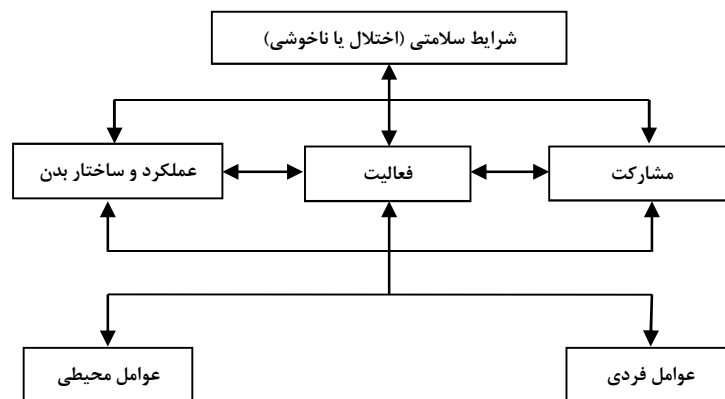 شرایط سلامتی (اختلال یا ناخوشی)
مشارکت
فعالیت
عملکرد و ساختار بدن
عوامل فردی
عوامل محیطی